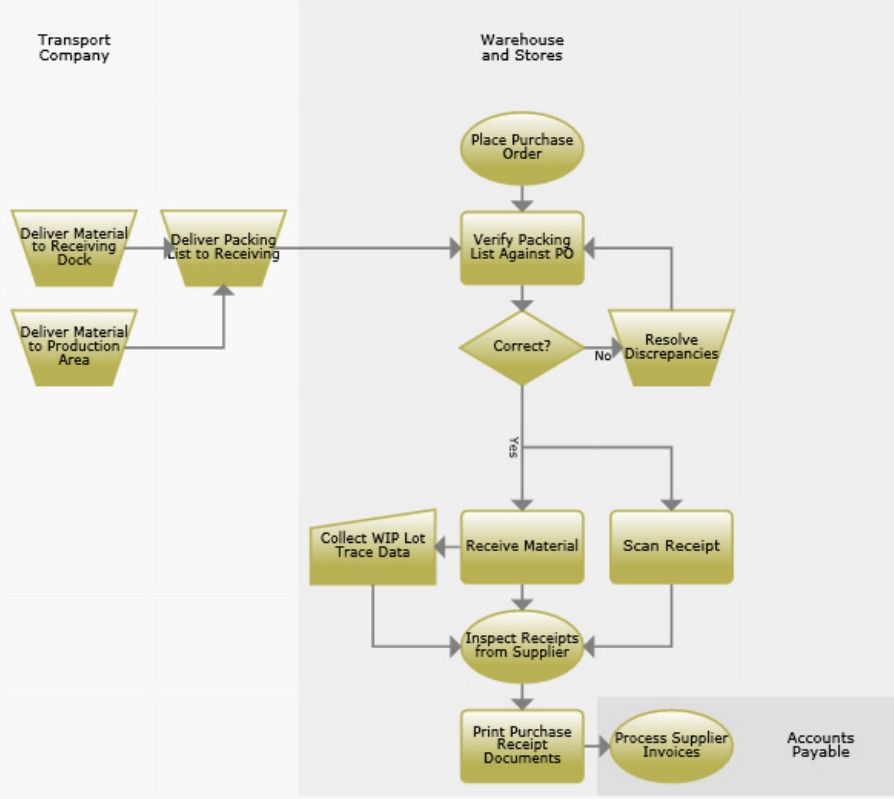 Transport
Company
Warehouse
and Stores
Place Purchase
Order
Deliver Material
to Receiving
Dock
Deliver Packing
List to Receiving
Verify Packing
List Against PO
Deliver Material
to Production
Area
Correct?
No
Resolve
Discrepancies
Yes
Collect WIP Lot
Trace Data
Receive Material
Scan Receipt
Inspect Receipts
from Supplier
Print Purchase
Receipt
Documents
Process Supplier
Invoices
Accounts
Payable